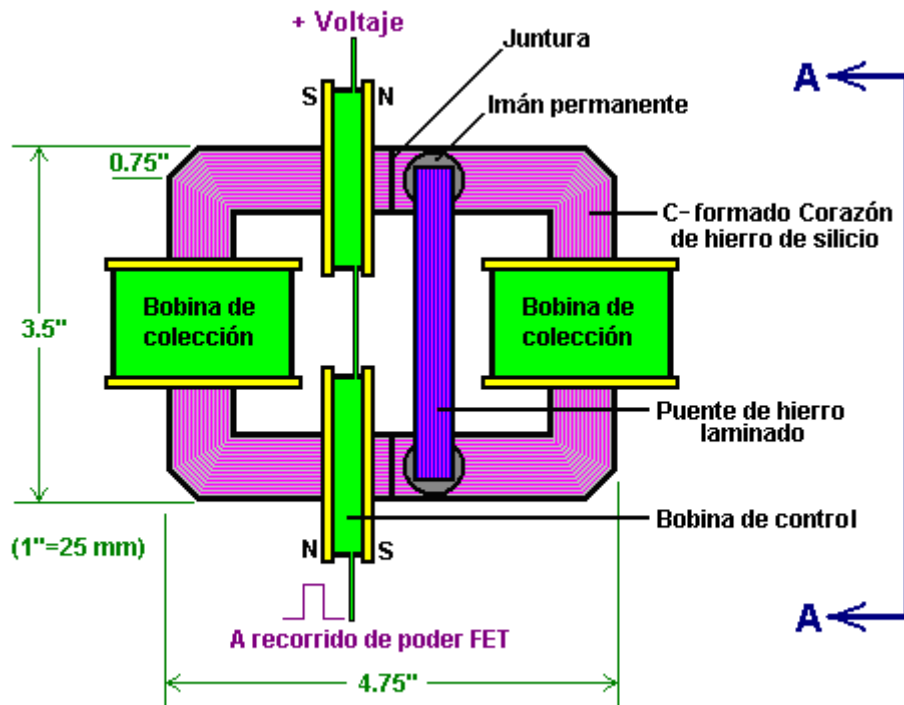 + Voltaje
Juntura
S
N
A
Imán permanente
0.75"
C- formado Corazón
de hierro de silicio
Bobina de
colección
Bobina de
colección
3.5"
Puente de hierro
laminado
Bobina de control
(1"=25 mm)
N
S
A
A recorrido de poder FET
4.75"